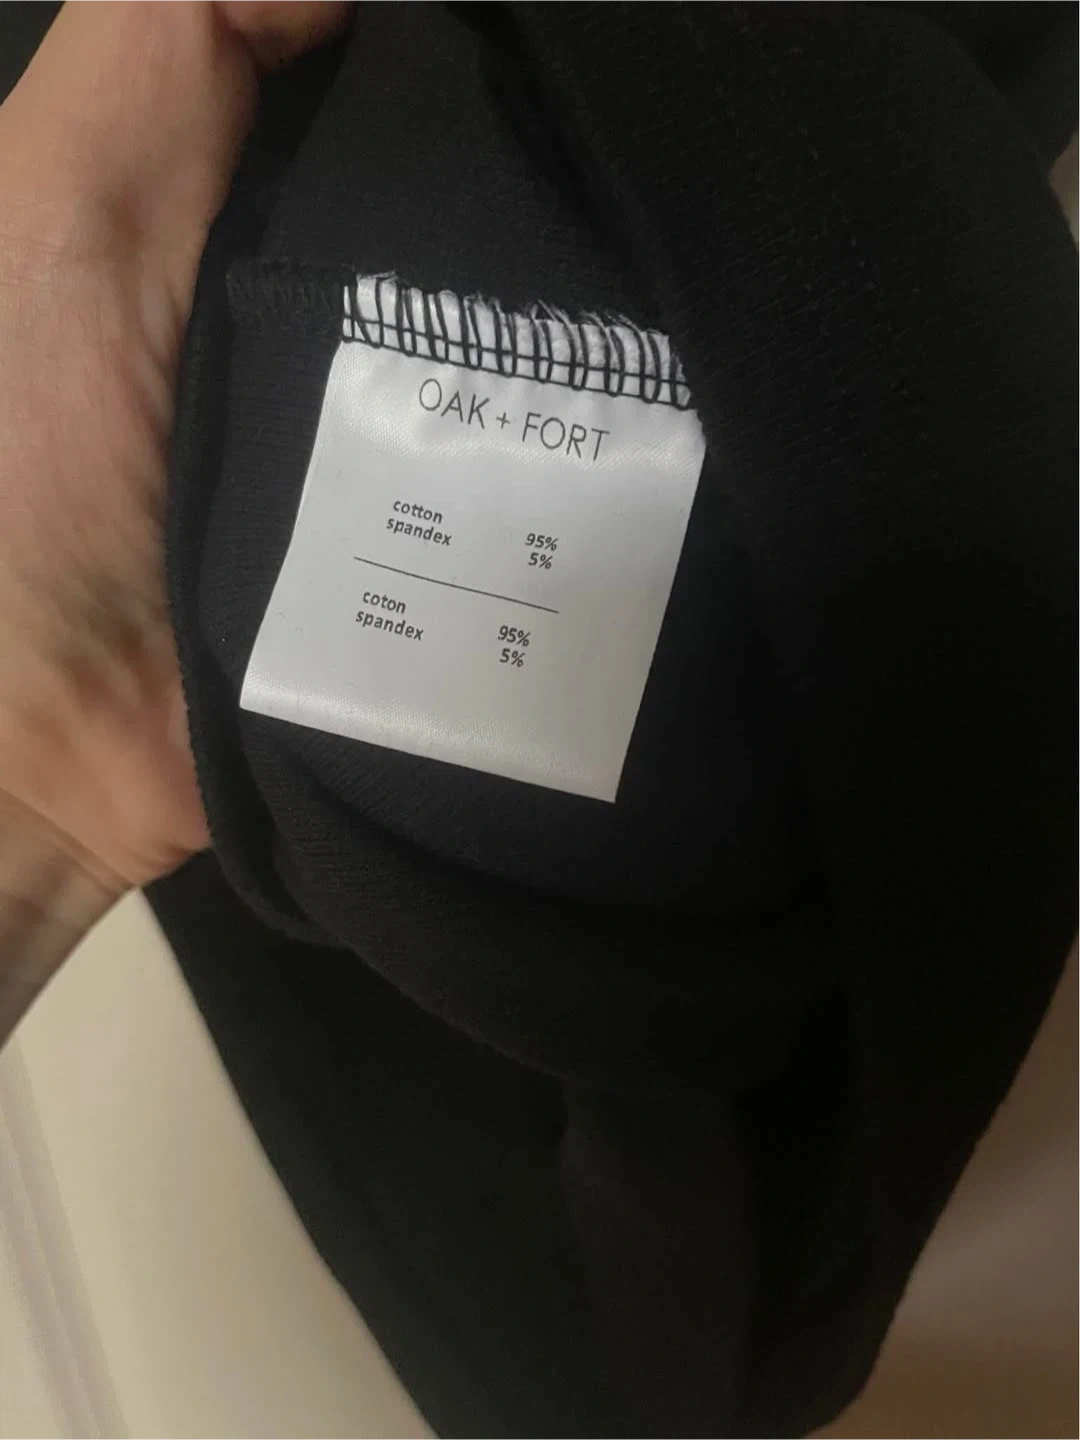 OAK + FORT
cotton 95%
spandex 5%
coton 95%
spandex 5%